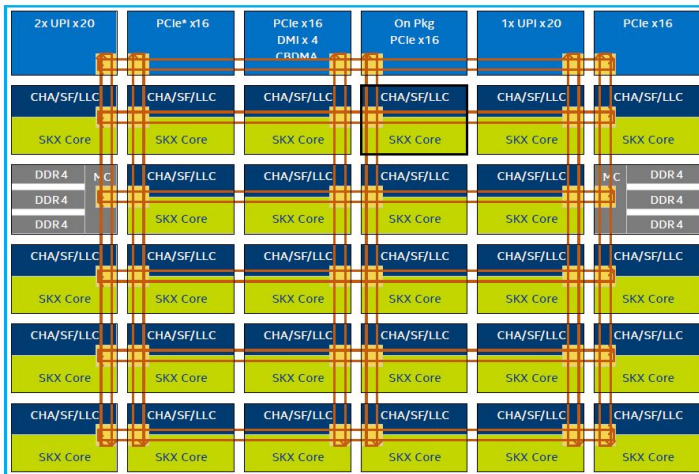 2x UPI x20 PCIe* x16 PCIe x16 On Pkg 1x UPI x20 PCIe x16
DMI x 4 PCIe x16
CBDMA
CHA/SF/LLC CHA/SF/LLC CHA/SF/LLC CHA/SF/LLC CHA/SF/LLC CHA/SF/LLC
SKX Core SKX Core SKX Core SKX Core SKX Core SKX Core
DDR4 MC CHA/SF/LLC CHA/SF/LLC CHA/SF/LLC CHA/SF/LLC MC DDR4
DDR4 DDR4
DDR4 SKX Core SKX Core SKX Core SKX Core DDR4
CHA/SF/LLC CHA/SF/LLC CHA/SF/LLC CHA/SF/LLC CHA/SF/LLC CHA/SF/LLC
SKX Core SKX Core SKX Core SKX Core SKX Core SKX Core
CHA/SF/LLC CHA/SF/LLC CHA/SF/LLC CHA/SF/LLC CHA/SF/LLC CHA/SF/LLC
SKX Core SKX Core SKX Core SKX Core SKX Core SKX Core
CHA/SF/LLC CHA/SF/LLC CHA/SF/LLC CHA/SF/LLC CHA/SF/LLC CHA/SF/LLC
SKX Core SKX Core SKX Core SKX Core SKX Core SKX Core